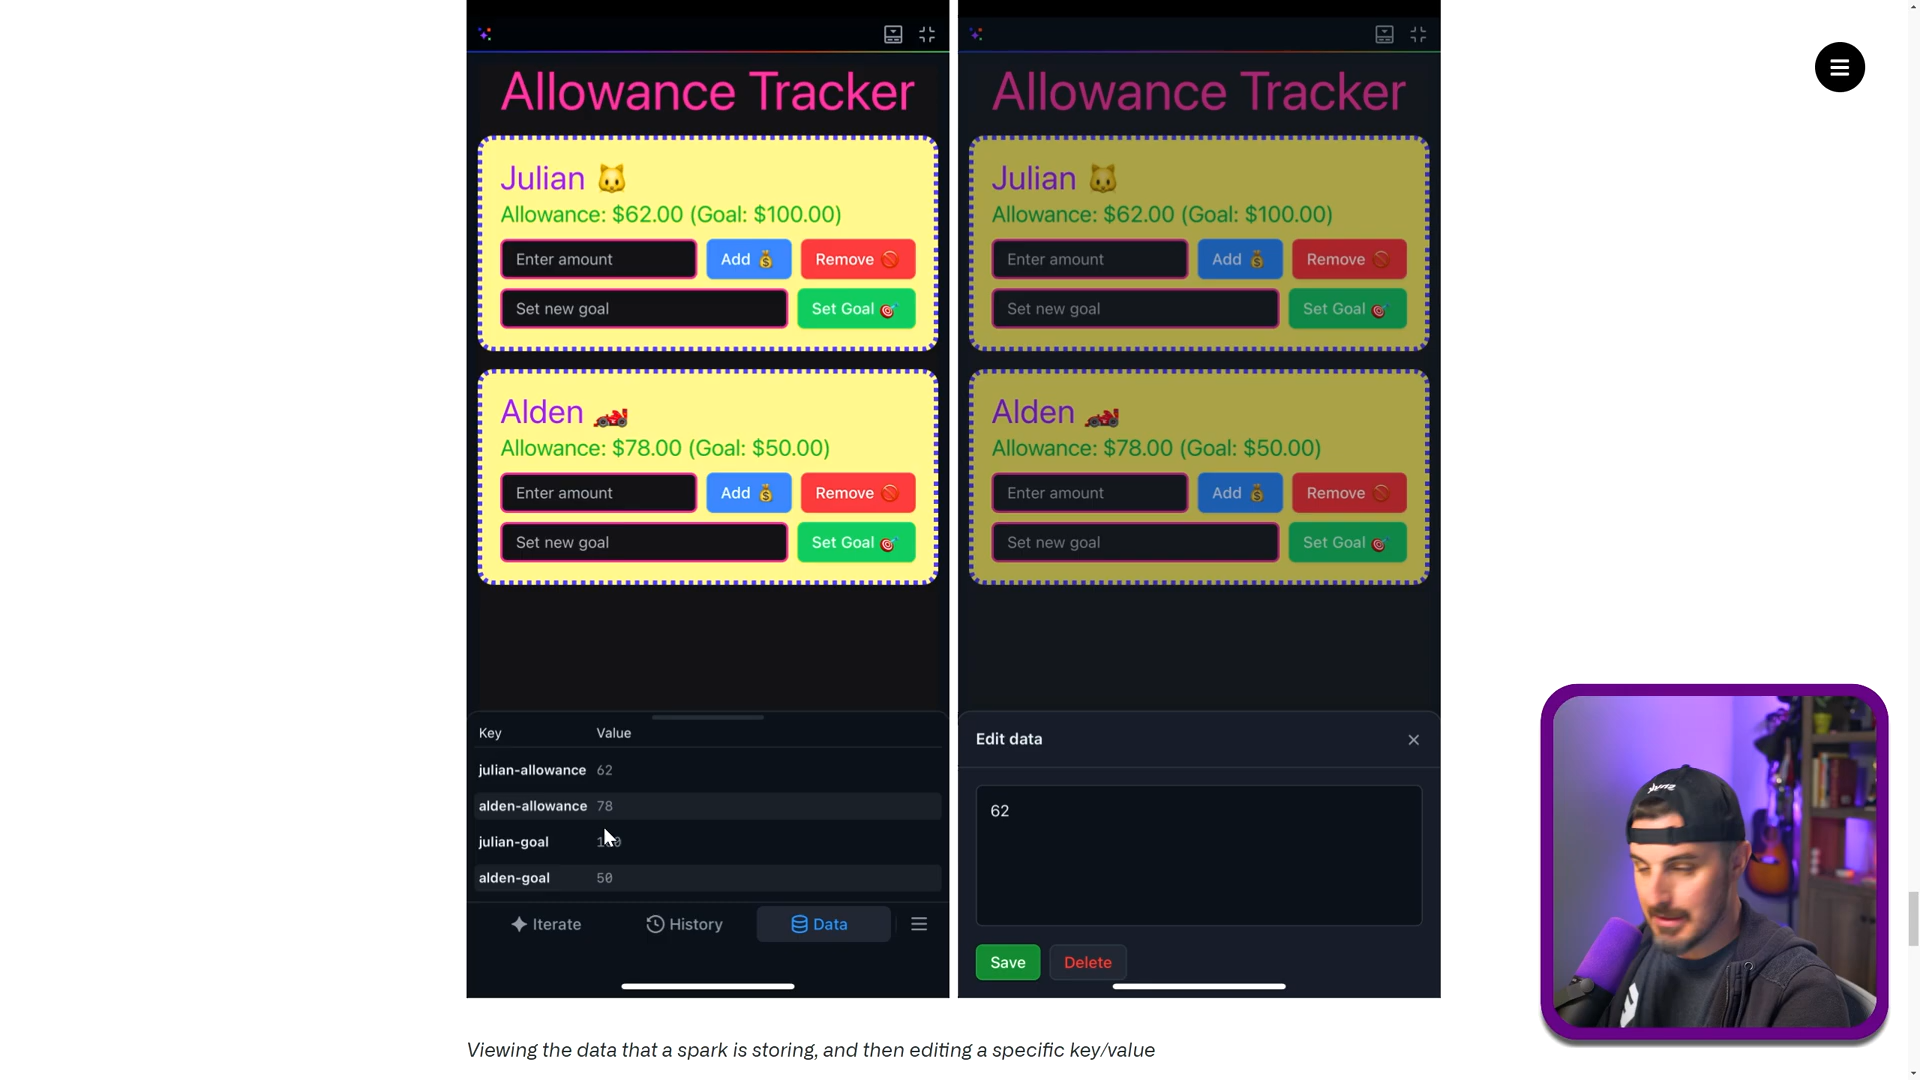 Allowance Tracker
Julian 🐱
Allowance: $62.00 (Goal: $100.00)
Enter amount
Add 💰
Remove 🚫
Set new goal
Set Goal 🎯
Alden 🏎️
Allowance: $78.00 (Goal: $50.00)
Enter amount
Add 💰
Remove 🚫
Set new goal
Set Goal 🎯
Key Value
julian-allowance 62
alden-allowance 78
julian-goal
alden-goal 50
Iterate
History
Data
Allowance Tracker
Julian 🐱
Allowance: $62.00 (Goal: $100.00)
Enter amount
Add 💰
Remove 🚫
Set new goal
Set Goal 🎯
Alden 🏎️
Allowance: $78.00 (Goal: $50.00)
Enter amount
Add 💰
Remove 🚫
Set new goal
Set Goal 🎯
Edit data
62
Save
Delete
Viewing the data that a spark is storing, and then editing a specific key/value